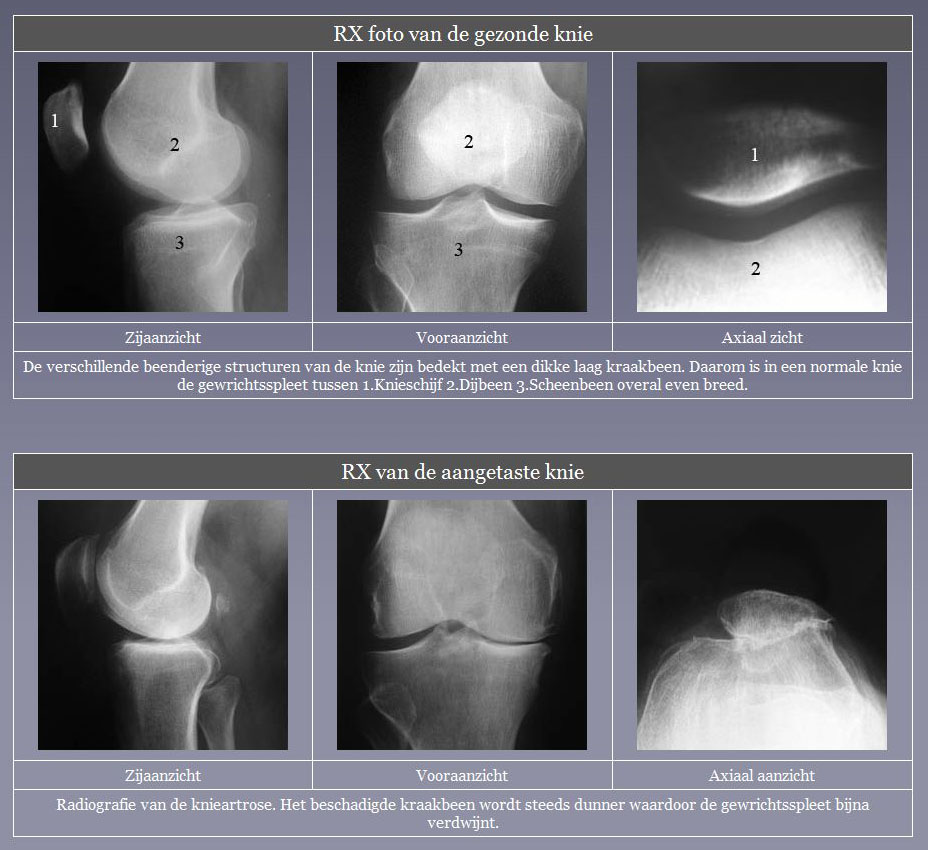 RX foto van de gezonde knie
1
2
3
2
3
1
2
Zijaanzicht
Vooraanzicht
Axiaal zicht
De verschillende beenderige structuren van de knie zijn bedekt met een dikke laag kraakbeen. Daarom is in een normale knie
de gewrichtsspleet tussen 1.Knieschijf 2.Dijbeen 3.Scheenbeen overal even breed.
RX van de aangetaste knie
Zijaanzicht
Vooraanzicht
Axiaal aanzicht
Radiografie van de knieartrose. Het beschadigde kraakbeen wordt steeds dunner waardoor de gewrichtsspleet bijna
verdwijnt.